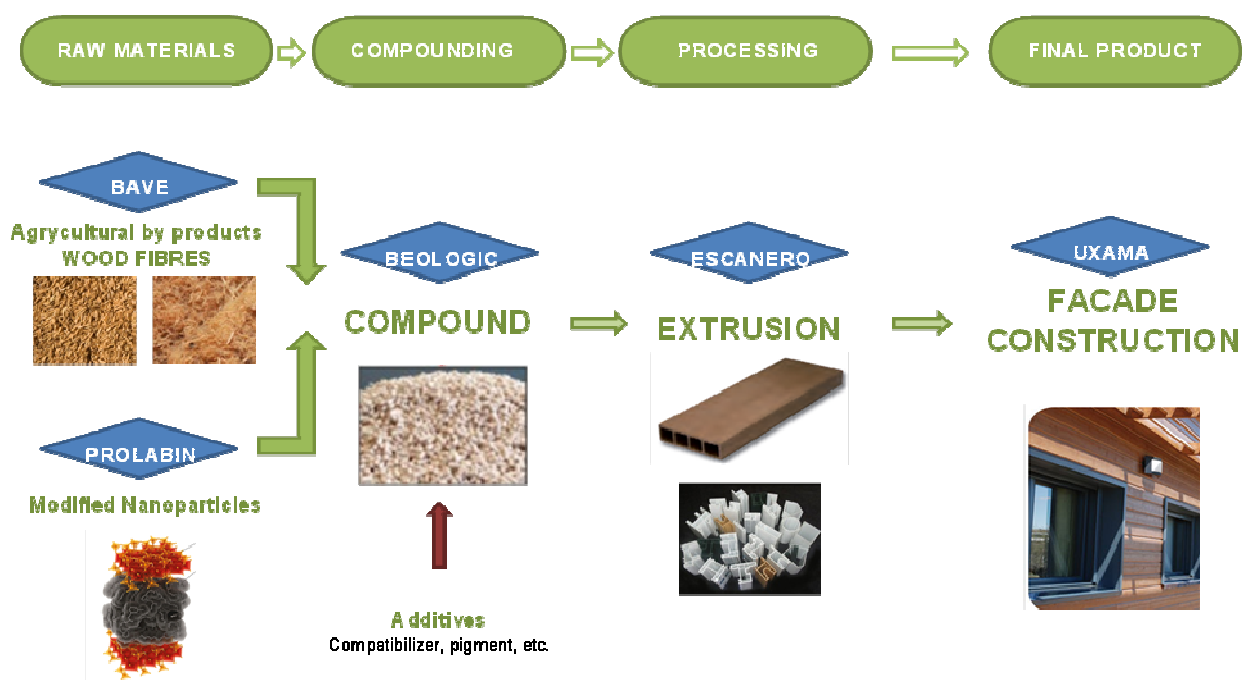 RAW MATERIALS
COMPOUNDING
PROCESSING
FINAL PRODUCT
BAVE
Agrycultural by products
WOOD FIBRES
PROLABIN
Modified Nanoparticles
BEOLOGIC
COMPOUND
Additives
Compatibilizer, pigment, etc.
ESCANERO
EXTRUSION
UXAMA
FACADE
CONSTRUCTION